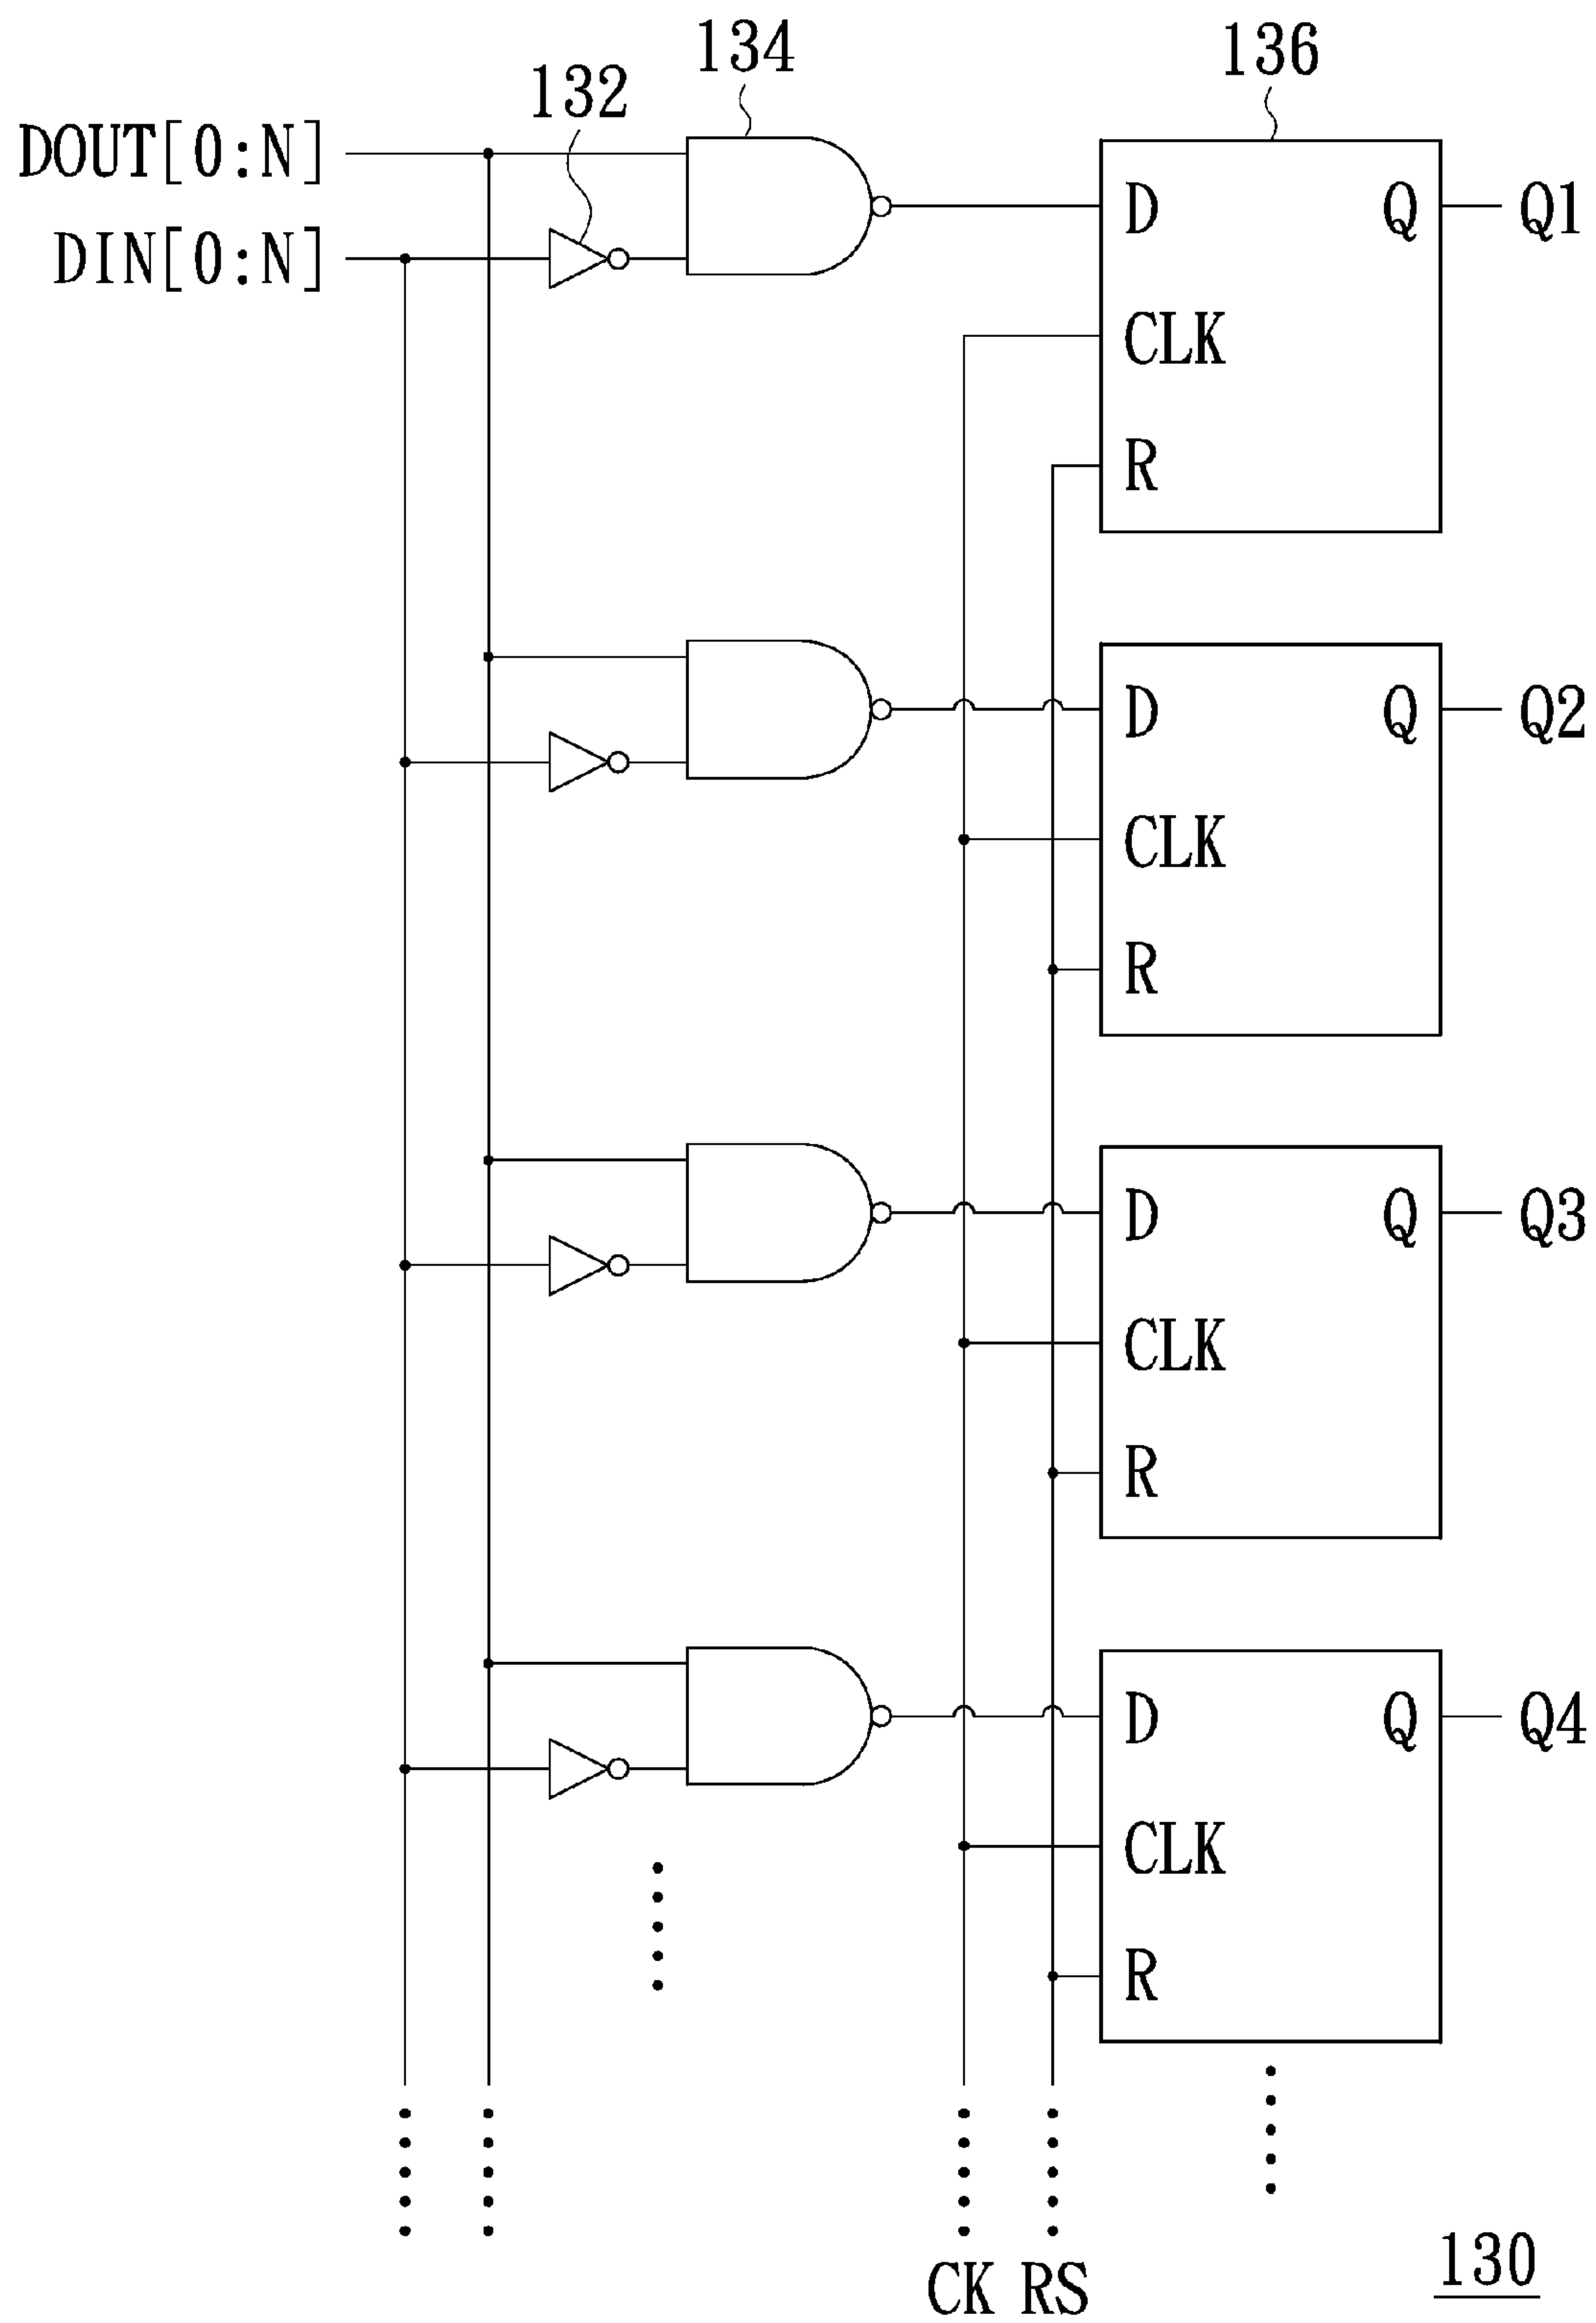 134
136
132
DOUT[0:N]
DIN[0:N]
D
Q
Q1
CLK
R
D
Q
Q2
CLK
R
D
Q
Q3
CLK
R
D
Q
Q4
CLK
R
CK RS
130